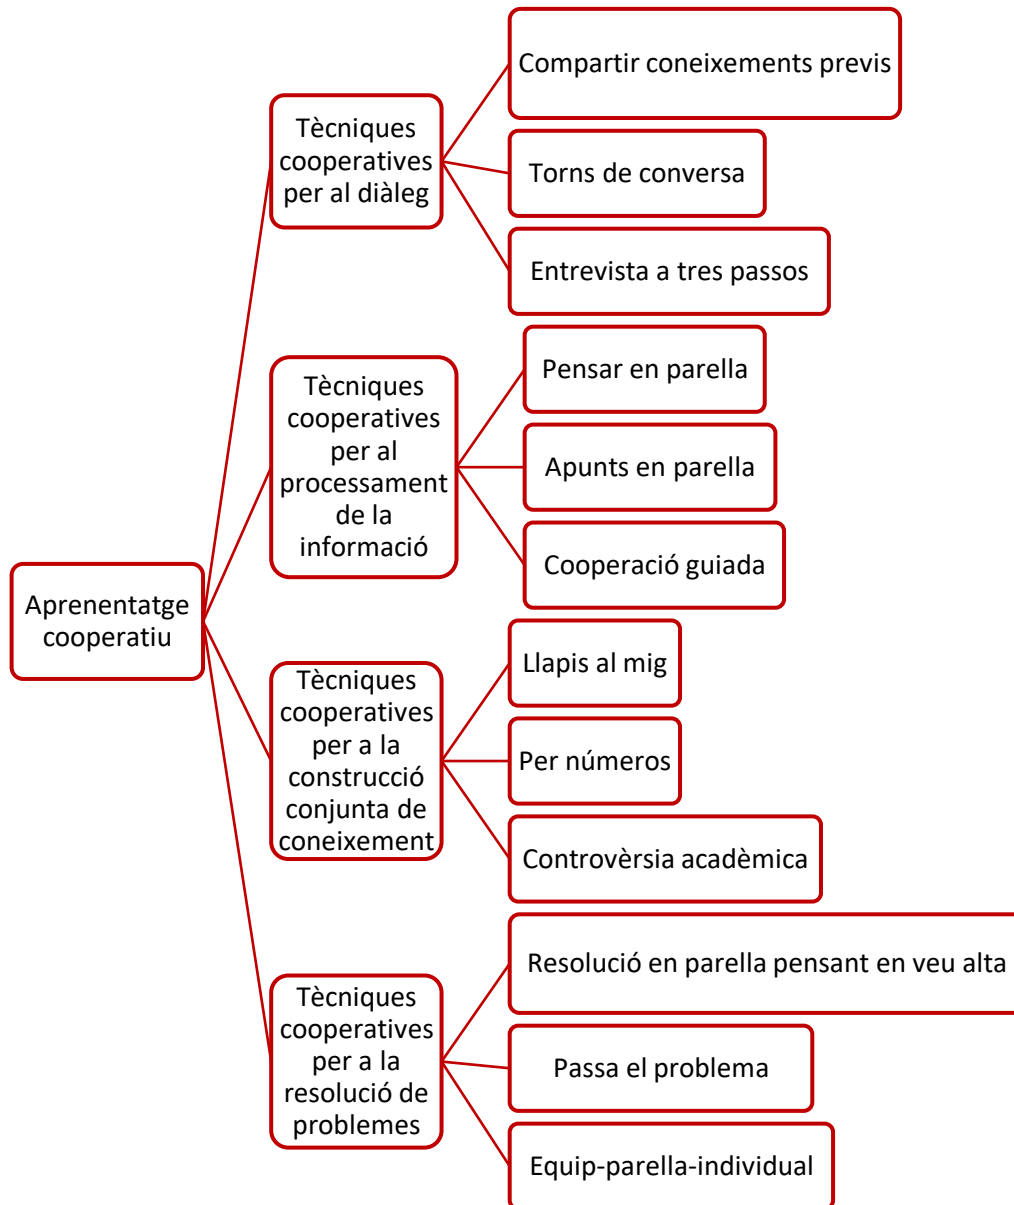 Aprenentatge
cooperatiu
Tècniques
cooperatives
per al diàleg
Compartir coneixements previs
Torns de conversa
Entrevista a tres passos
Tècniques
cooperatives
per al
processament
de la
informació
Pensar en parella
Apunts en parella
Cooperació guiada
Tècniques
cooperatives
per a la
construcció
conjunta de
coneixement
Llapis al mig
Per números
Controvèrsia acadèmica
Tècniques
cooperatives
per a la
resolució de
problemes
Resolució en parella pensant en veu alta
Passa el problema
Equip-parella-individual